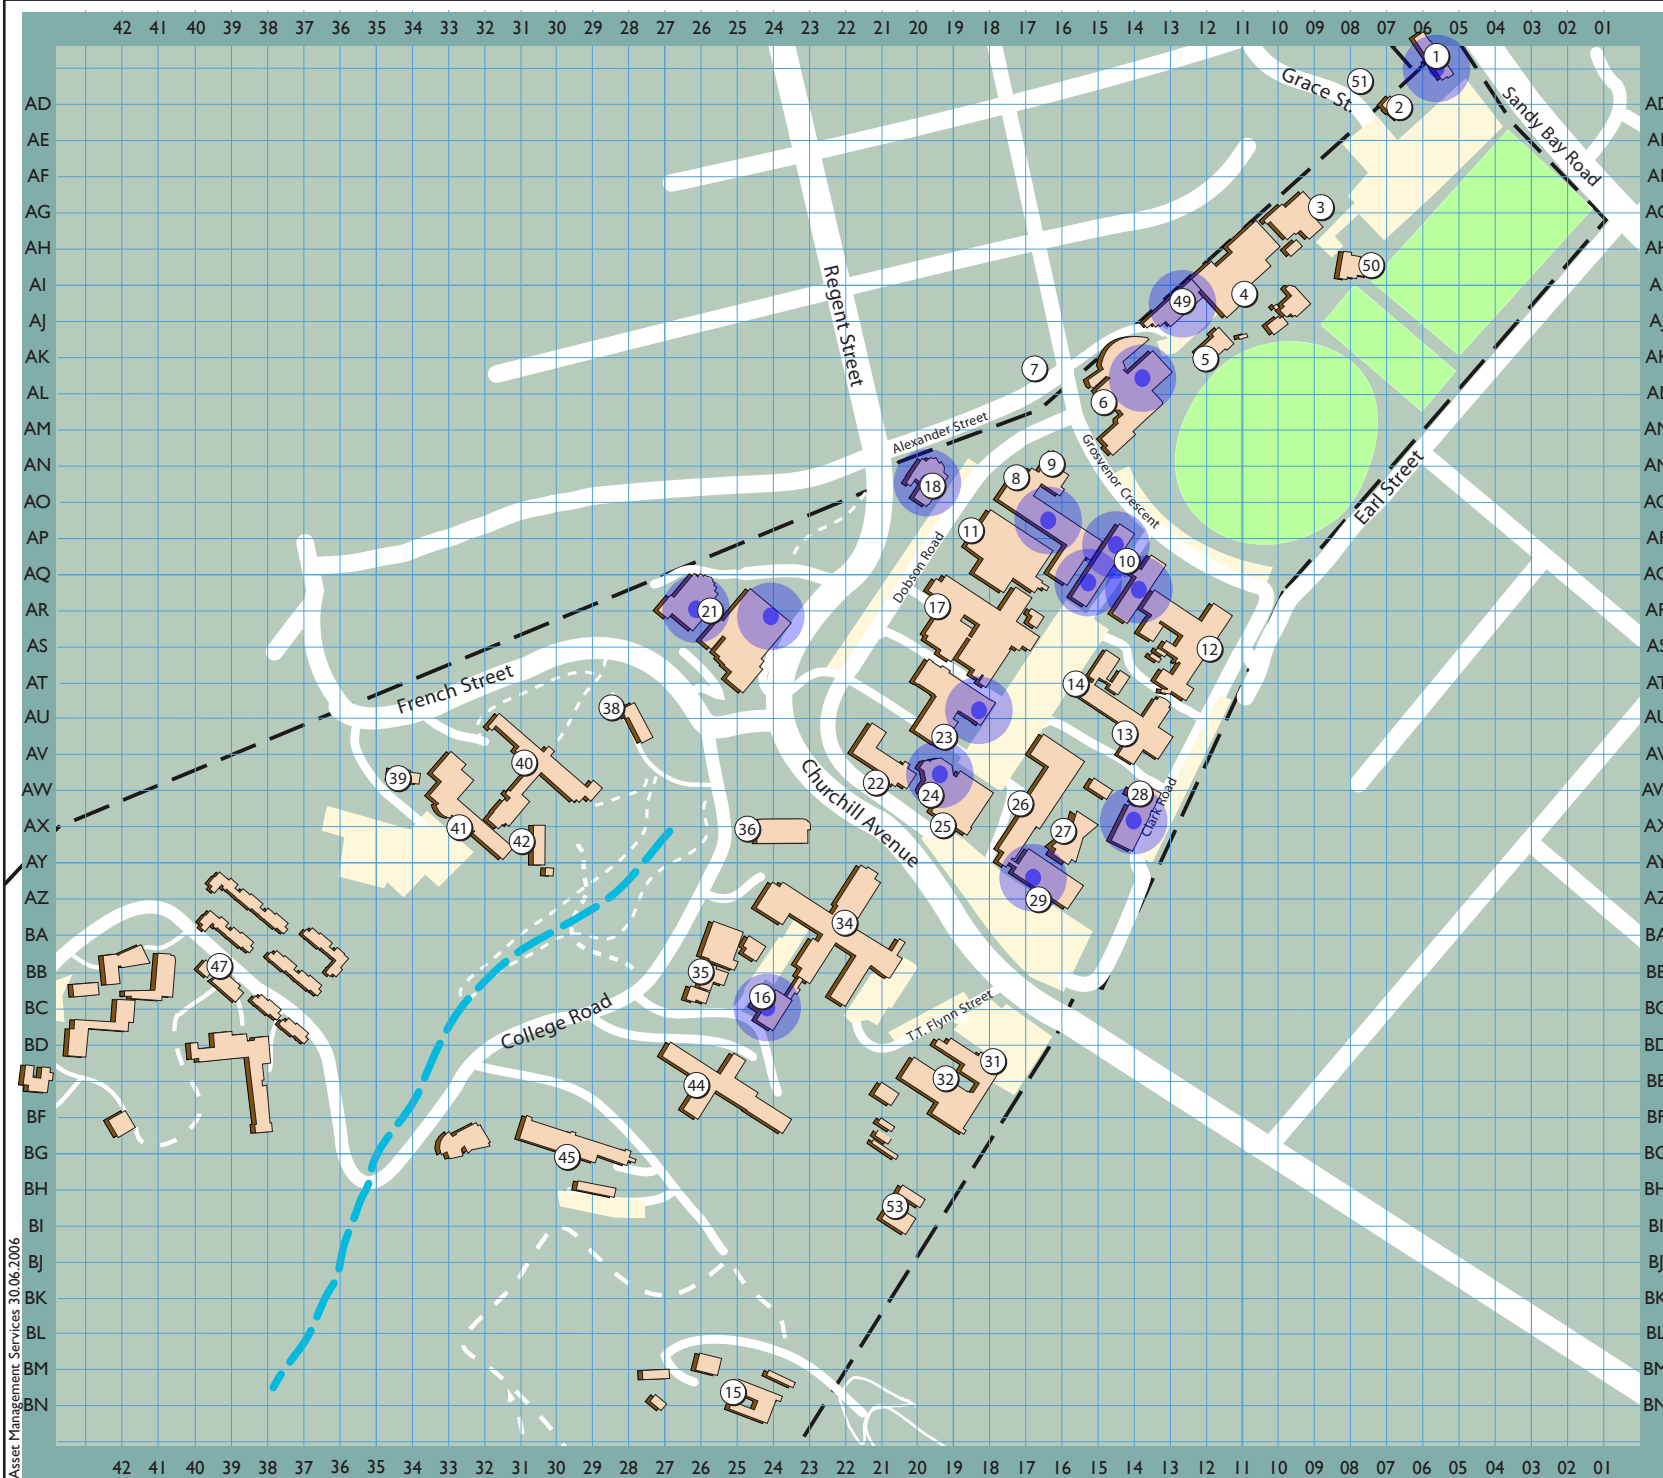 42 41 40 39 38 37 36 35 34 33 32 31 30 29 28 27 26 25 24 23 22 21 20 19 18 17 16 15 14 13 12 11 10 09 08 07 06 05 04 03 02 01
1
Grace St.
51
2
Sandy Bay Road
AD
AE
AF
AG
AH
AI
AJ
AK
AL
AM
AN
AO
AP
AQ
AR
AS
AT
AU
AV
AW
AX
AY
AZ
BA
BB
BC
BD
BE
BF
BG
BH
BI
BJ
BK
BL
BM
BN
3
50
Regent Street
49
4
5
7
6
Alexander Street
Grosvenor Crescent
Earl Street
9
8
18
11
10
Dobson Road
17
21
12
14
French Street
38
23
13
40
39
22
24
26
28
Churchill Avenue
Clark Road
41
42
36
25
27
29
34
47
35
16
College Road
T.T. Flynn Street
31
32
44
45
53
15
Asset Management Services 30.06.2006
42 41 40 39 38 37 36 35 34 33 32 31 30 29 28 27 26 25 24 23 22 21 20 19 18 17 16 15 14 13 12 11 10 09 08 07 06 05 04 03 02 01